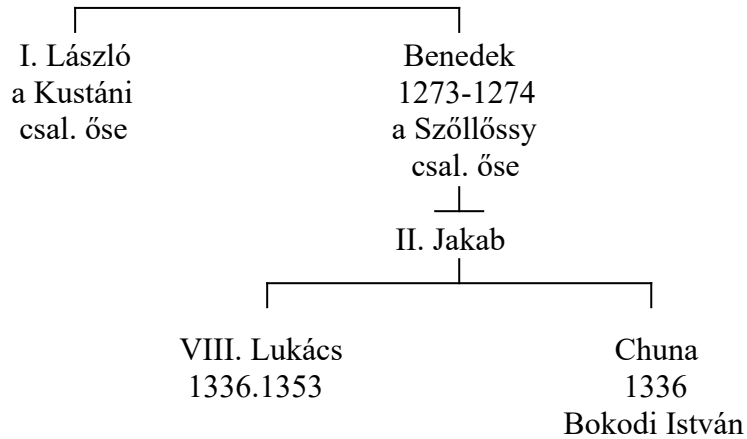 I. László
a Kustáni
csal. őse
Benedek
1273-1274
a Szőllőssy
csal. őse
II. Jakab
VIII. Lukács
1336.1353
Chuna
1336
Bokodi István